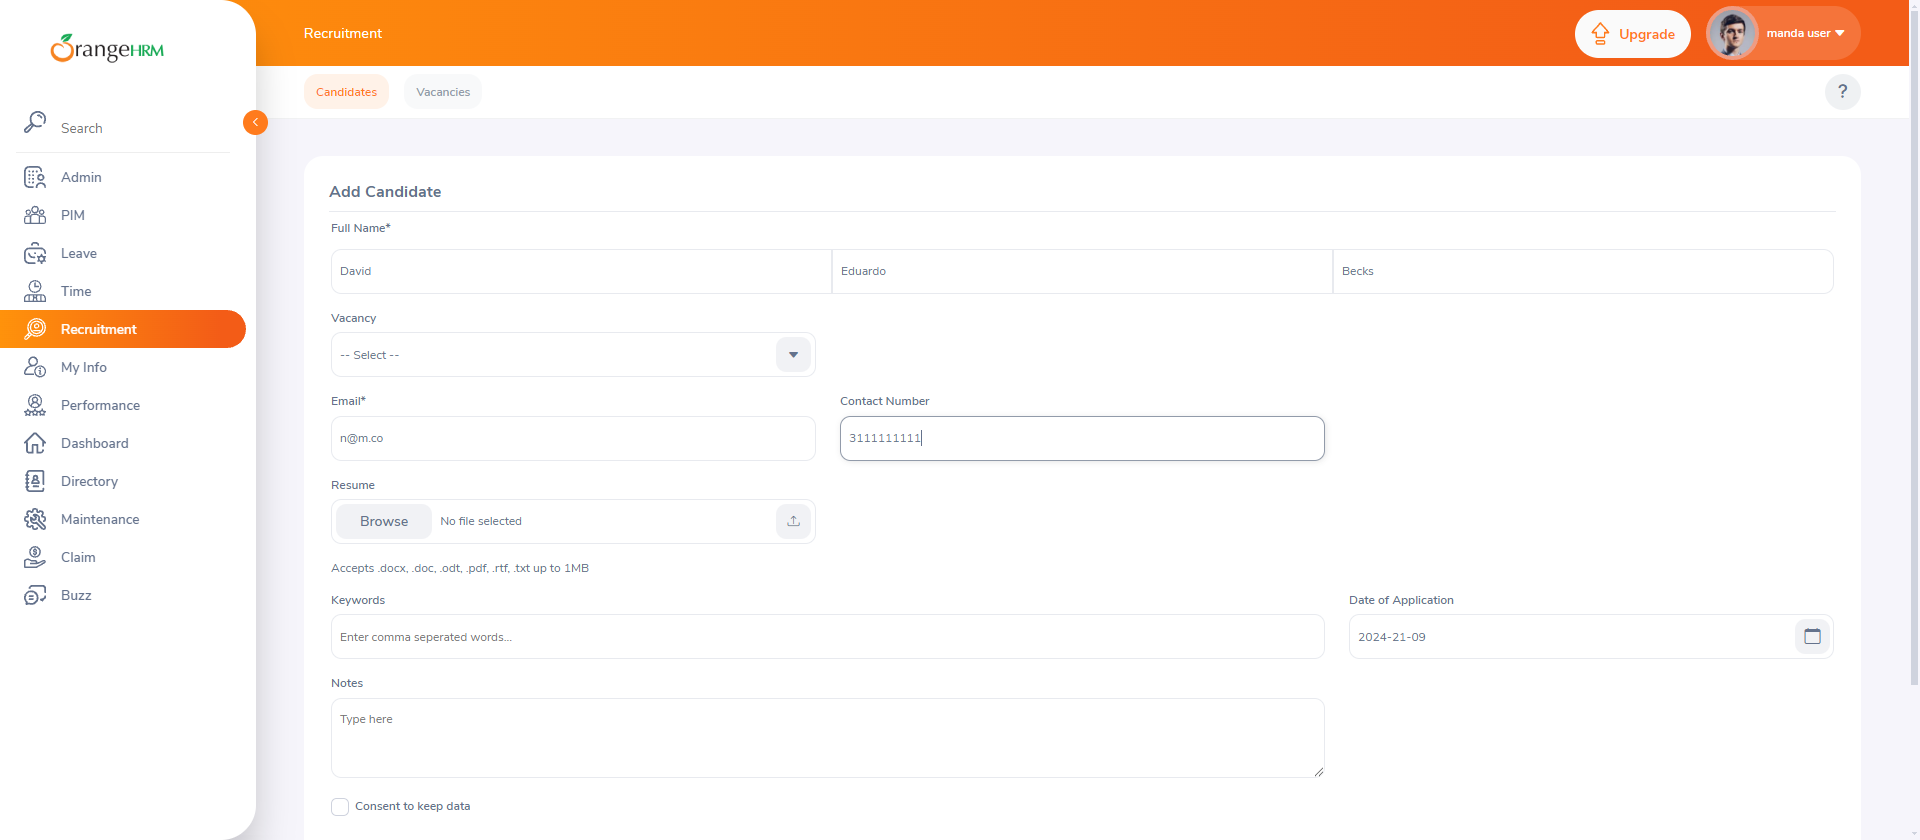 OrangeHRM
Recruitment
Upgrade
manda user
Candidates
Vacancies
?
Search
Admin
PIM
Leave
Time
Recruitment
My Info
Performance
Dashboard
Directory
Maintenance
Claim
Buzz
Add Candidate
Full Name*
David
Eduardo
Becks
Vacancy
-- Select --
Email*
Contact Number
n@m.co
3111111111
Resume
Browse
No file selected
Accepts .docx, .doc, .odt, .pdf, .rtf, .txt up to 1MB
Keywords
Date of Application
Enter comma seperated words...
2024-21-09
Notes
Type here
Consent to keep data